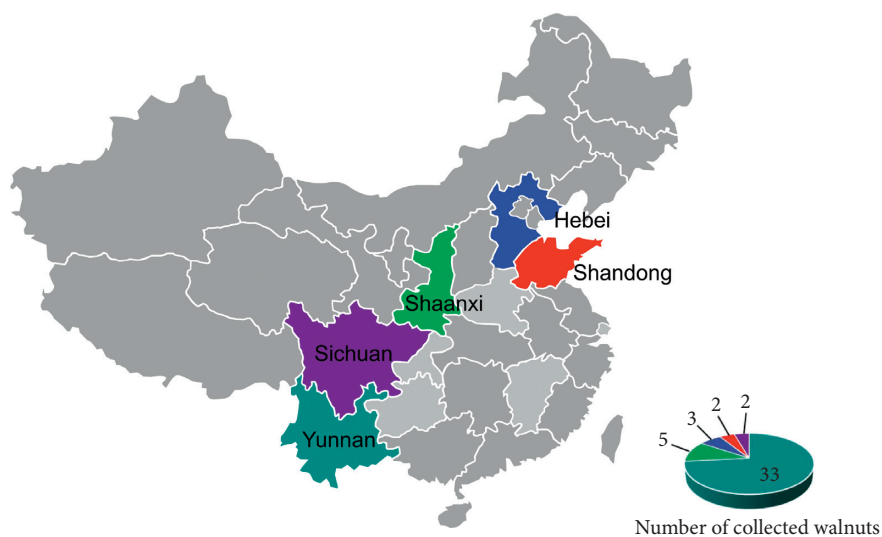 Hebei
Shandong
Shaanxi
Sichuan
Yunnan
2
2
3
5
33
Number of collected walnuts